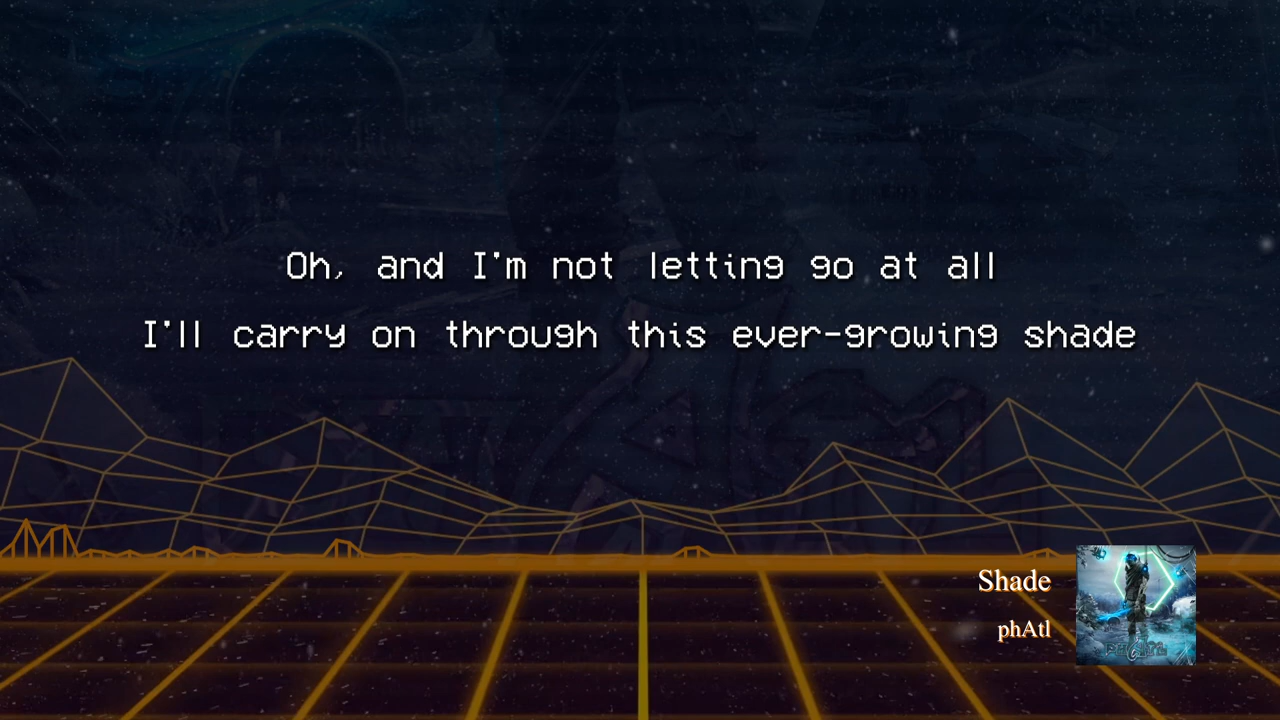 Oh, and I'm not letting go at all
I'll carry on through this ever-growing shade
Shade
phAtl